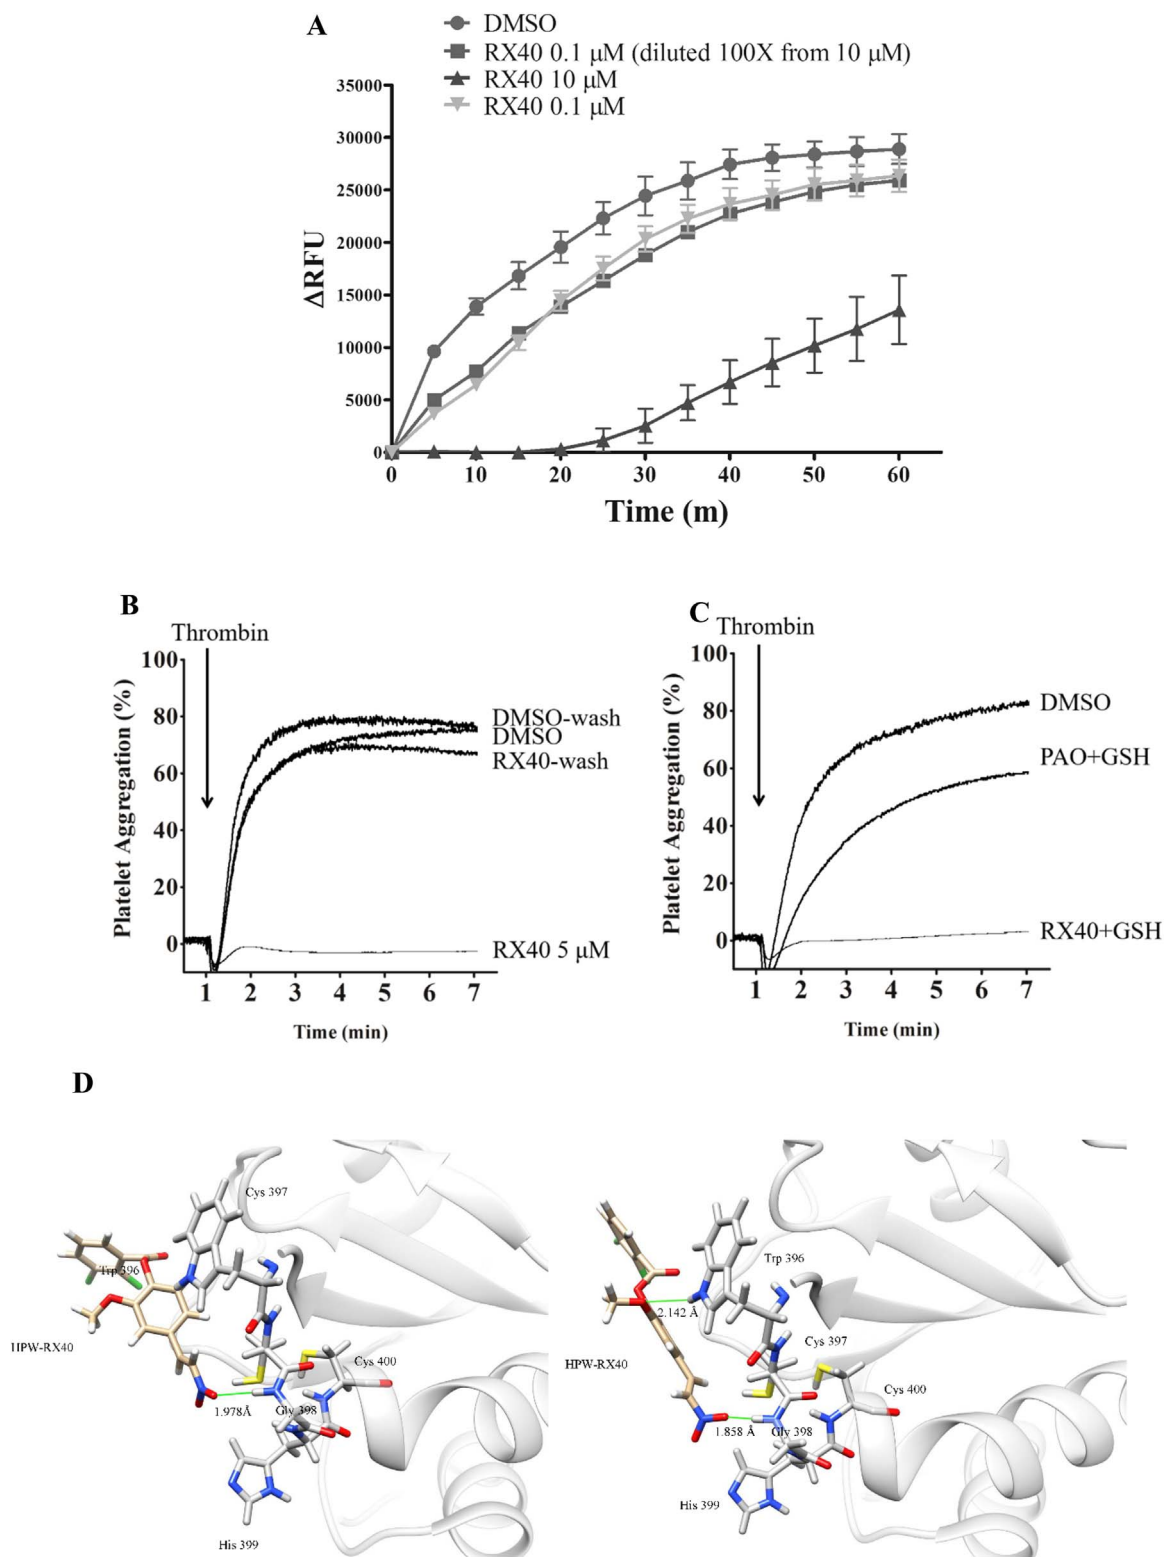 A
DMSO
RX40 0.1 μM (diluted 100X from 10 μM)
RX40 10 μM
RX40 0.1 μM
35000
30000
25000
20000
15000
10000
5000
0
ΔRFU
0 10 20 30 40 50 60
Time (m)
B
Thrombin
100
80
60
40
20
0
Platelet Aggregation (%)
DMSO-wash
DMSO
RX40-wash
RX40 5 μM
1 2 3 4 5 6 7
Time (min)
C
Thrombin
100
80
60
40
20
0
Platelet Aggregation (%)
DMSO
PAO+GSH
RX40+GSH
1 2 3 4 5 6 7
Time (min)
D
Cys 397
Trp 396
HPW-RX40
Cys 400
1.978Å
Gly 398
His 399
Trp 396
2.142 Å
Cys 397
HPW-RX40
Cys 400
1.858 Å
Gly 398
His 399